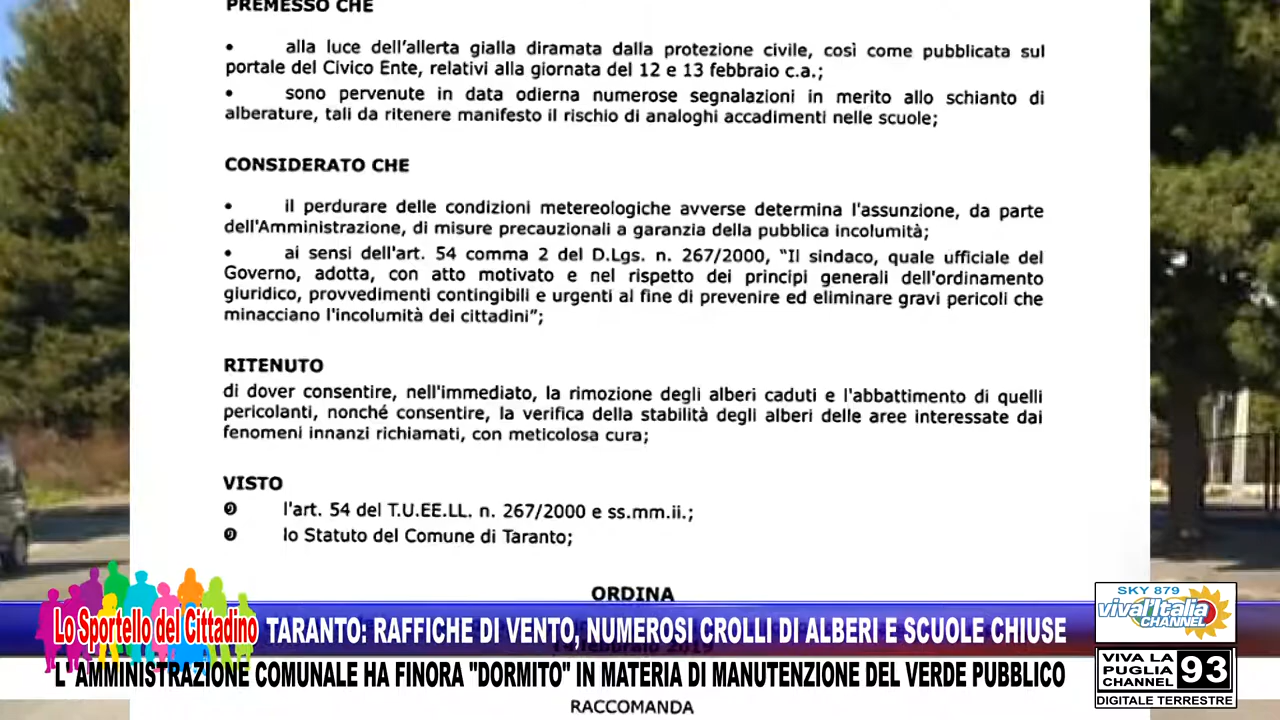 PREMESSO CHE
• alla luce dell'allerta gialla diramata dalla protezione civile, così come pubblicata sul
portale del Civico Ente, relativi alla giornata del 12 e 13 febbraio c.a.;
• sono pervenute in data odierna numerose segnalazioni in merito allo schianto di
alberature, tali da ritenere manifesto il rischio di analoghi accadimenti nelle scuole;
CONSIDERATO CHE
• il perdurare delle condizioni metereologiche avverse determina l'assunzione, da parte
dell'Amministrazione, di misure precauzionali a garanzia della pubblica incolumità;
• ai sensi dell'art. 54 comma 2 del D.Lgs. n. 267/2000, “Il sindaco, quale ufficiale del
Governo, adotta, con atto motivato e nel rispetto dei principi generali dell'ordinamento
giuridico, provvedimenti contingibili e urgenti al fine di prevenire ed eliminare gravi pericoli che
minacciano l'incolumità dei cittadini”;
RITENUTO
di dover consentire, nell'immediato, la rimozione degli alberi caduti e l'abbattimento di quelli
pericolanti, nonché consentire, la verifica della stabilità degli alberi delle aree interessate dai
fenomeni innanzi richiamati, con meticolosa cura;
VISTO
l'art. 54 del T.U.EE.LL. n. 267/2000 e ss.mm.ii.;
lo Statuto del Comune di Taranto;
ORDINA
14 febbraio 2019
RACCOMANDA
Lo Sportello del Cittadino
TARANTO: RAFFICHE DI VENTO, NUMEROSI CROLLI DI ALBERI E SCUOLE CHIUSE
L' AMMINISTRAZIONE COMUNALE HA FINORA "DORMITO" IN MATERIA DI MANUTENZIONE DEL VERDE PUBBLICO
SKY 879
viva l'Italia
CHANNEL
VIVA LA
PUGLIA
CHANNEL
93
DIGITALE TERRESTRE